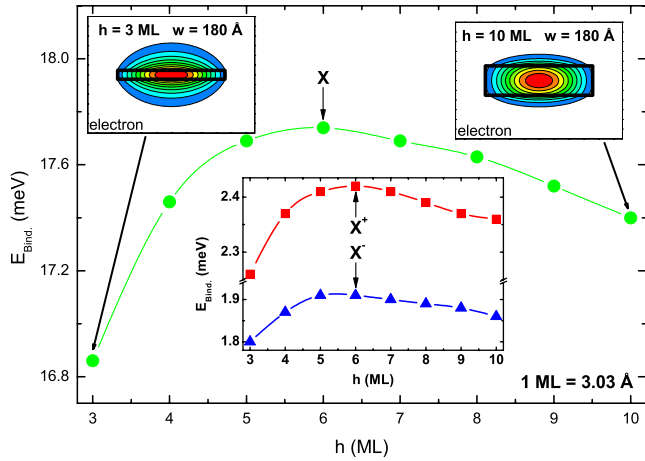 h = 3 ML w = 180 Å
electron
h = 10 ML w = 180 Å
electron
X
E_Bind. (meV)
18.0
17.6
17.2
16.8
3 4 5 6 7 8 9 10
h (ML)
1 ML = 3.03 Å
E_Bind. (meV)
2.4
2.3
1.9
1.8
X⁺
X⁻
3 4 5 6 7 8 9 10
h (ML)